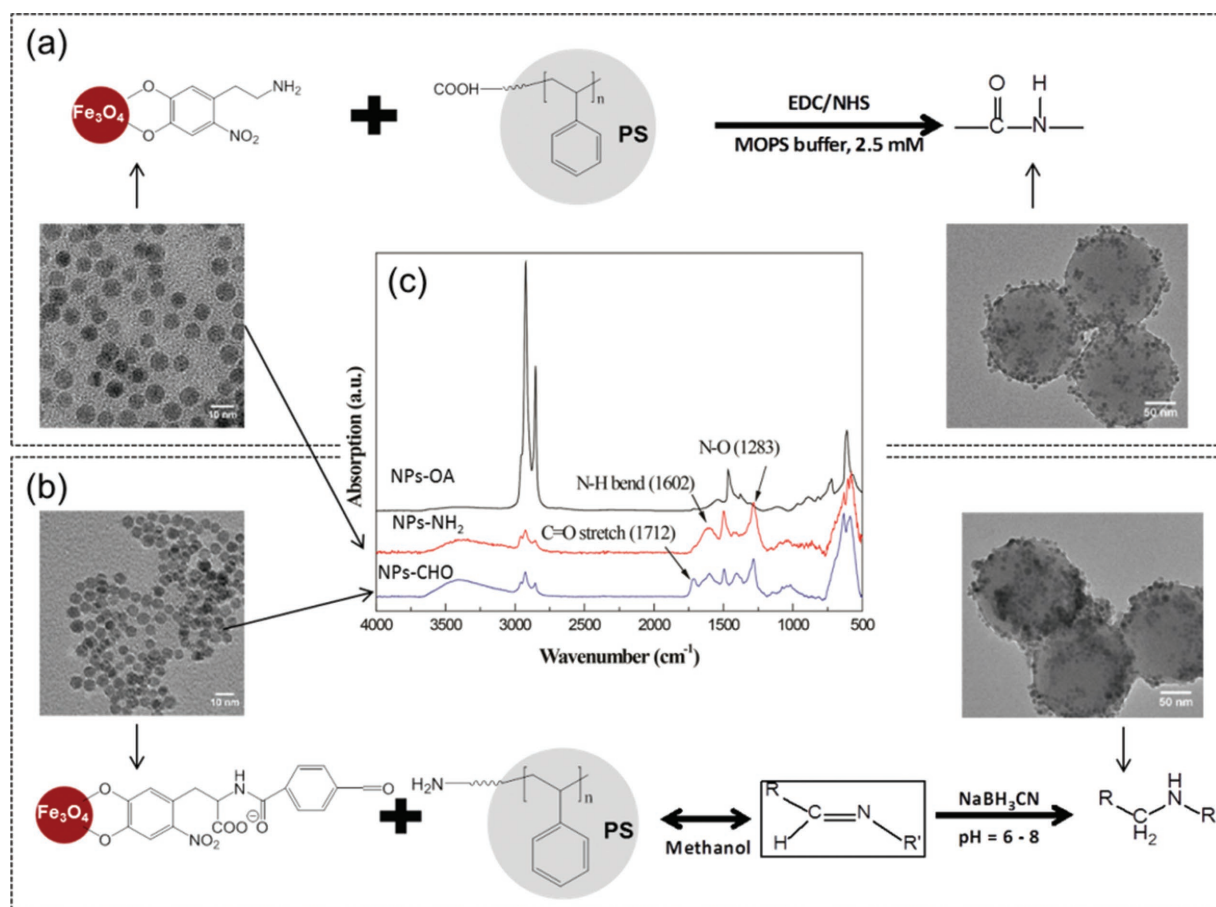 (a)
Fe3O4
O
O
NH2
NO2
COOH
n
PS
EDC/NHS
MOPS buffer, 2.5 mM
O
H
C
N
10 nm
50 nm
(c)
Absorption (a.u.)
NPs-OA
NPs-NH2
NPs-CHO
N-H bend (1602)
N-O (1283)
C=O stretch (1712)
4000 3500 3000 2500 2000 1500 1000 500
Wavenumber (cm-1)
(b)
10 nm
50 nm
Fe3O4
O
O
NO2
COO⊖
H
N
O
O
H2N
n
PS
Methanol
R
C
H
N
R'
NaBH3CN
pH = 6 - 8
R
C
H2
H
N
R